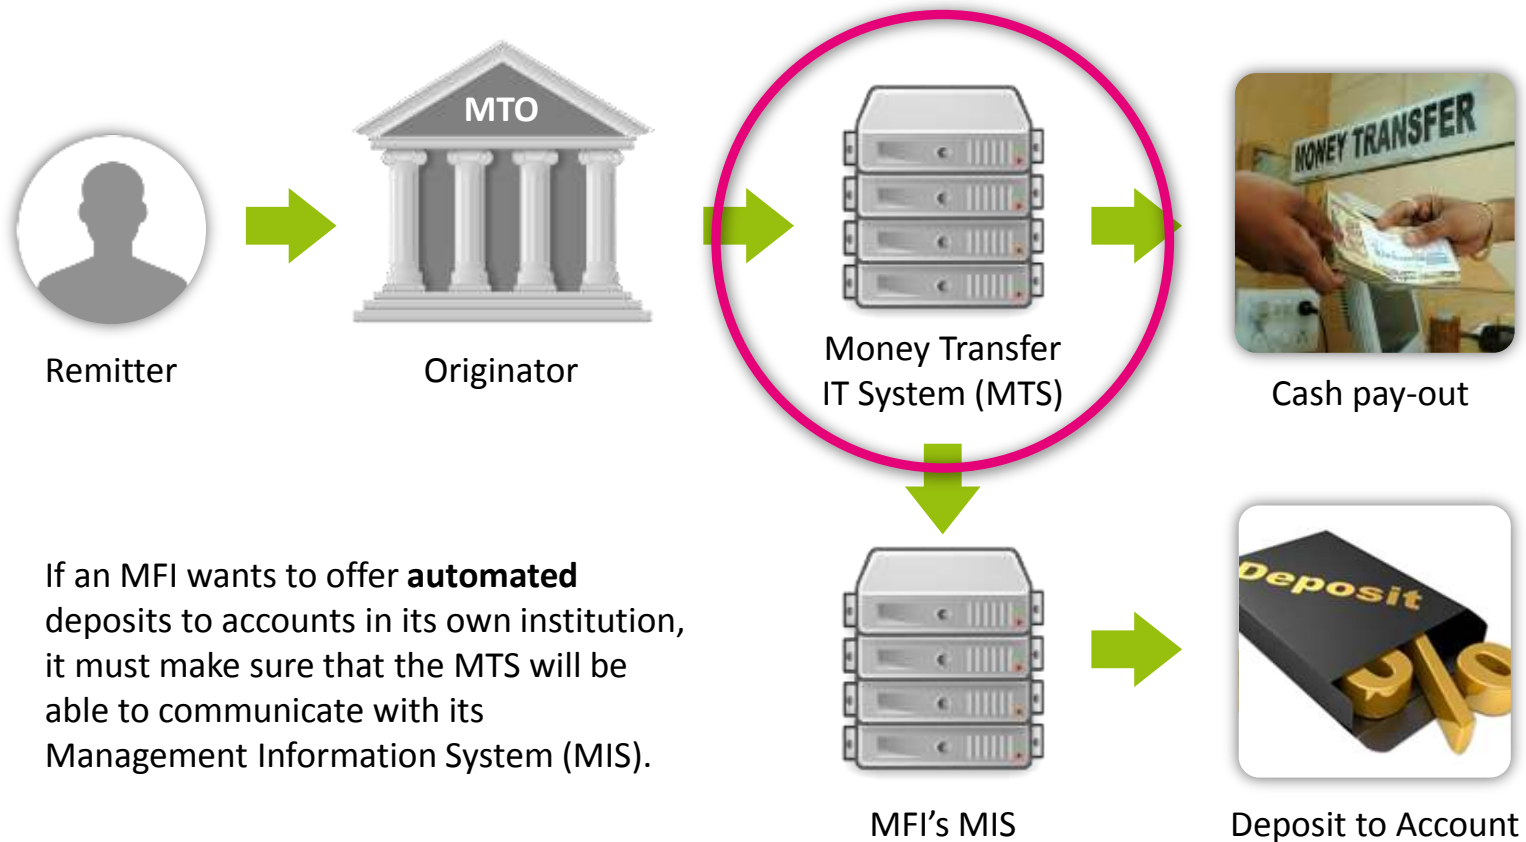 MTO
MONEY TRANSFER
Remitter
Originator
Money Transfer
IT System (MTS)
Cash pay-out
If an MFI wants to offer automated
deposits to accounts in its own institution,
it must make sure that the MTS will be
able to communicate with its
Management Information System (MIS).
Deposit
%
MFI’s MIS
Deposit to Account